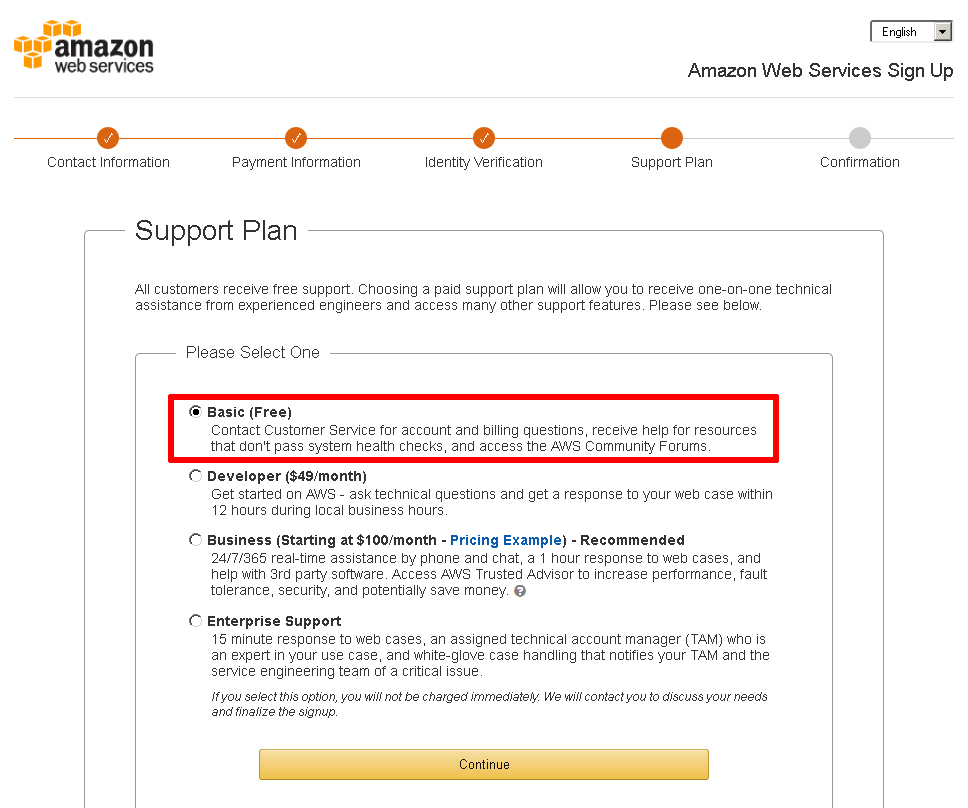 amazon
web services
English
Amazon Web Services Sign Up
Contact Information
Payment Information
Identity Verification
Support Plan
Confirmation
Support Plan
All customers receive free support. Choosing a paid support plan will allow you to receive one-on-one technical
assistance from experienced engineers and access many other support features. Please see below.
Please Select One
Basic (Free)
Contact Customer Service for account and billing questions, receive help for resources
that don't pass system health checks, and access the AWS Community Forums.
Developer ($49/month)
Get started on AWS - ask technical questions and get a response to your web case within
12 hours during local business hours.
Business (Starting at $100/month - Pricing Example) - Recommended
24/7/365 real-time assistance by phone and chat, a 1 hour response to web cases, and
help with 3rd party software. Access AWS Trusted Advisor to increase performance, fault
tolerance, security, and potentially save money. ?
Enterprise Support
15 minute response to web cases, an assigned technical account manager (TAM) who is
an expert in your use case, and white-glove case handling that notifies your TAM and the
service engineering team of a critical issue.
If you select this option, you will not be charged immediately. We will contact you to discuss your needs
and finalize the signup.
Continue